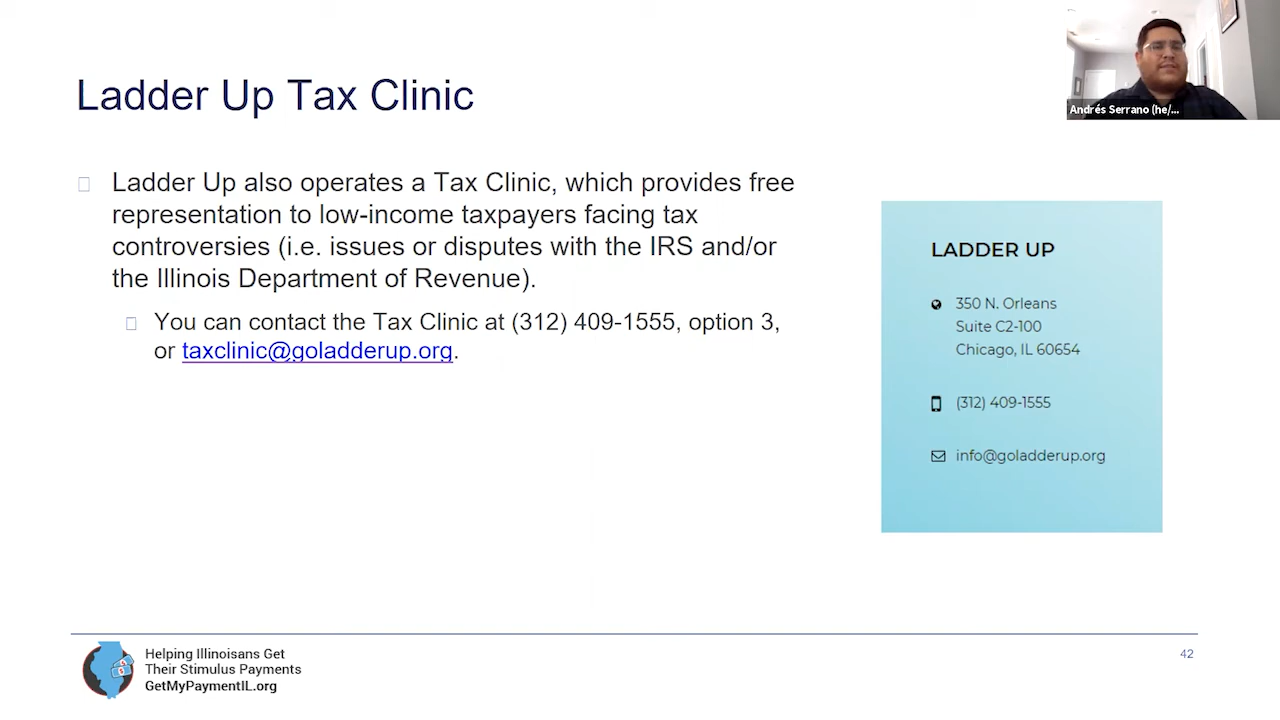 Ladder Up Tax Clinic
Andrés Serrano (he/...
Ladder Up also operates a Tax Clinic, which provides free
representation to low-income taxpayers facing tax
controversies (i.e. issues or disputes with the IRS and/or
the Illinois Department of Revenue).
You can contact the Tax Clinic at (312) 409-1555, option 3,
or taxclinic@goladderup.org.
LADDER UP
350 N. Orleans
Suite C2-100
Chicago, IL 60654
(312) 409-1555
info@goladderup.org
Helping Illinoisans Get
Their Stimulus Payments
GetMyPaymentIL.org
42